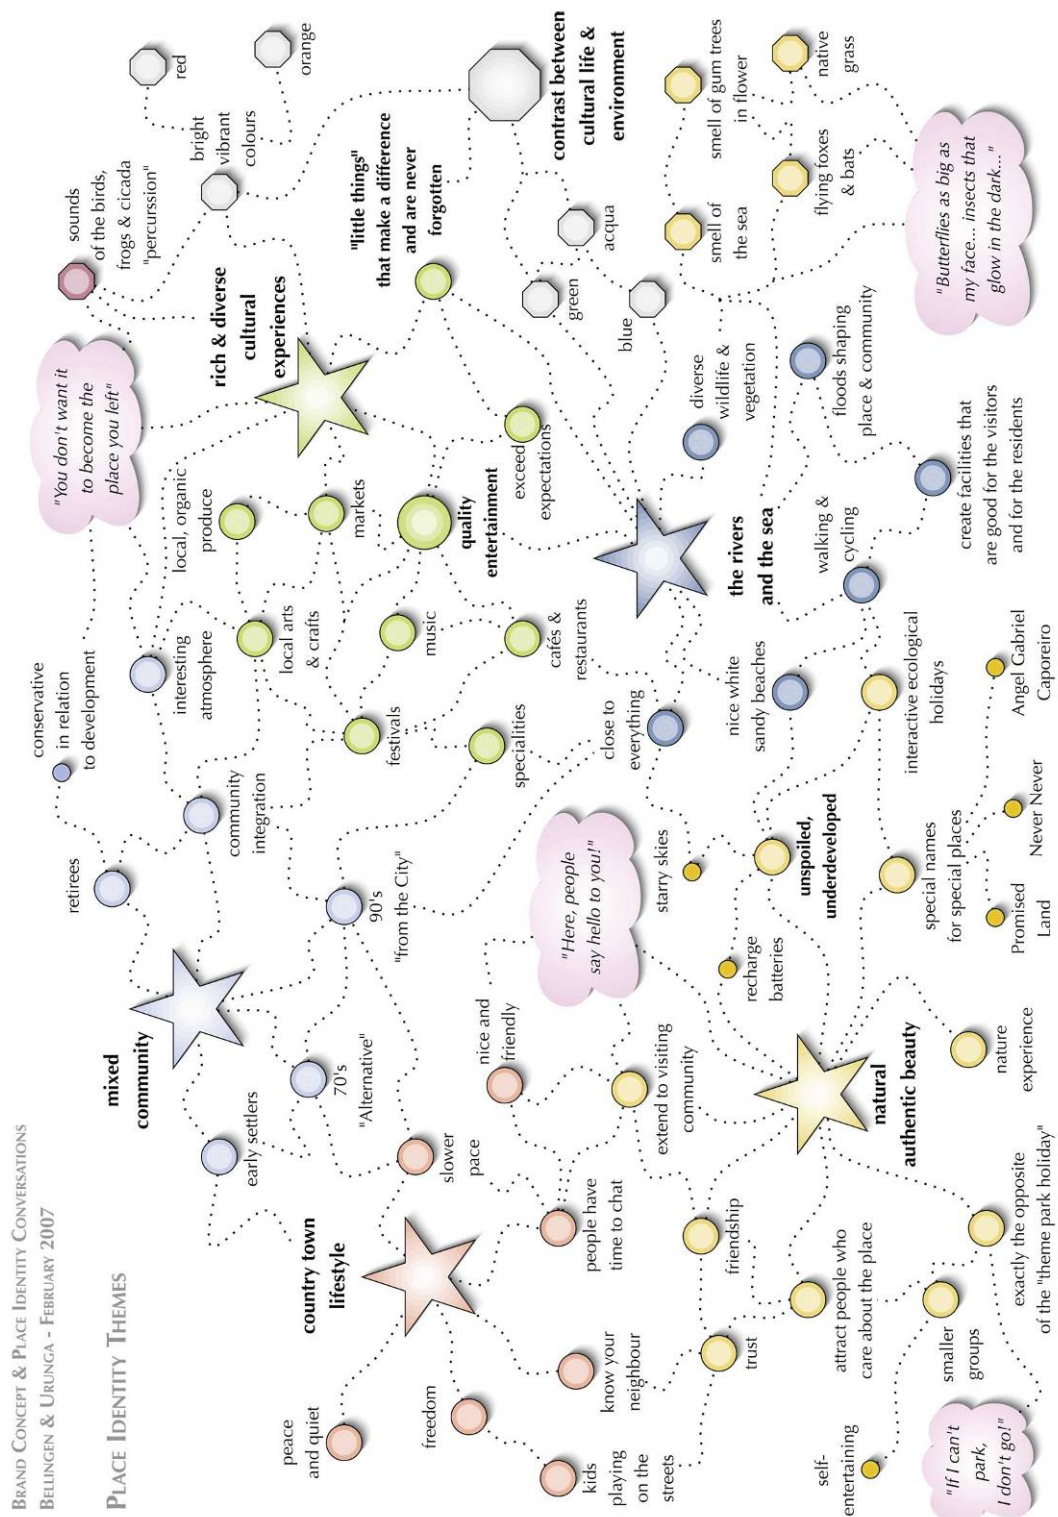 BRAND CONCEPT & PLACE IDENTITY CONVERSATIONS
BELLINGEN & URUNGA - FEBRUARY 2007
PLACE IDENTITY THEMES
mixed
community
early settlers
70's
"Alternative"
90's
"from the City"
retirees
community
integration
conservative
in relation
to development
interesting
atmosphere
"You don't want it
to become the
place you left"
sounds
of the birds,
frogs & cicada
"percurssion"
red
orange
bright
vibrant
colours
rich & diverse
cultural
experiences
local, organic
produce
markets
local arts
& crafts
music
festivals
specialities
cafés &
restaurants
quality
entertainment
exceed
expectations
"little things"
that make a difference
and are never
forgotten
contrast between
cultural life &
environment
green
acqua
blue
country town
lifestyle
peace
and quiet
freedom
kids
playing
on the
streets
know your
neighbour
people have
time to chat
slower
pace
nice and
friendly
"Here, people
say hello to you!"
extend to visiting
community
friendship
trust
attract people who
care about the place
smaller
groups
self-
entertaining
"If I can't
park,
I don't go!"
exactly the opposite
of the "theme park holiday"
natural
authentic beauty
nature
experience
recharge
batteries
starry skies
unspoiled,
underdeveloped
special names
for special places
Promised
Land
Never Never
Angel Gabriel
Caporeiro
interactive ecological
holidays
close to
everything
nice white
sandy beaches
walking &
cycling
the rivers
and the sea
diverse
wildlife &
vegetation
floods shaping
place & community
create facilities that
are good for the visitors
and for the residents
smell of
the sea
smell of gum trees
in flower
flying foxes
& bats
native
grass
"Butterflies as big as
my face... insects that
glow in the dark..."